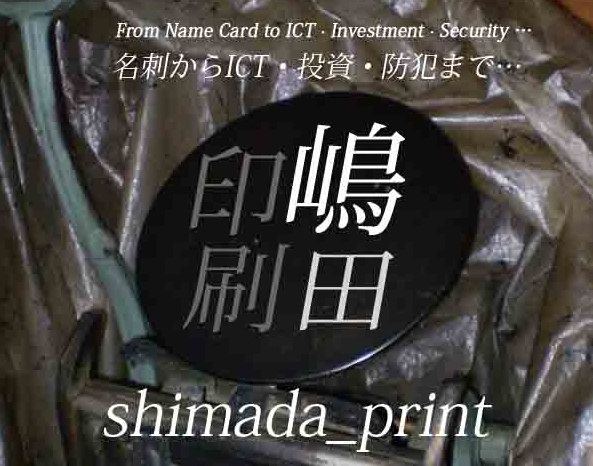 From Name Card to ICT · Investment · Security …
名刺からICT・投資・防犯まで…
嶋田
印刷
shimada_print